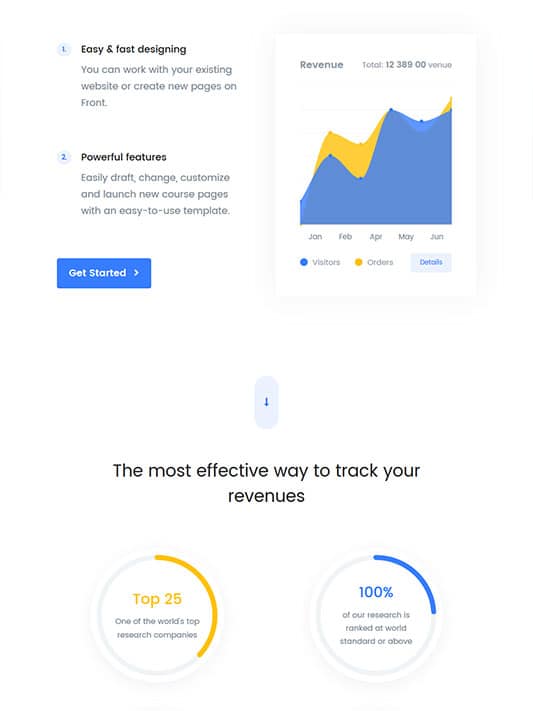 1.
Easy & fast designing
You can work with your existing
website or create new pages on
Front.
2.
Powerful features
Easily draft, change, customize
and launch new course pages
with an easy-to-use template.
Get Started
Revenue
Total: 12 389 00 venue
Jan Feb Apr May Jun
Visitors
Orders
Details
The most effective way to track your
revenues
Top 25
One of the world's top
research companies
100%
of our research is
ranked at world
standard or above